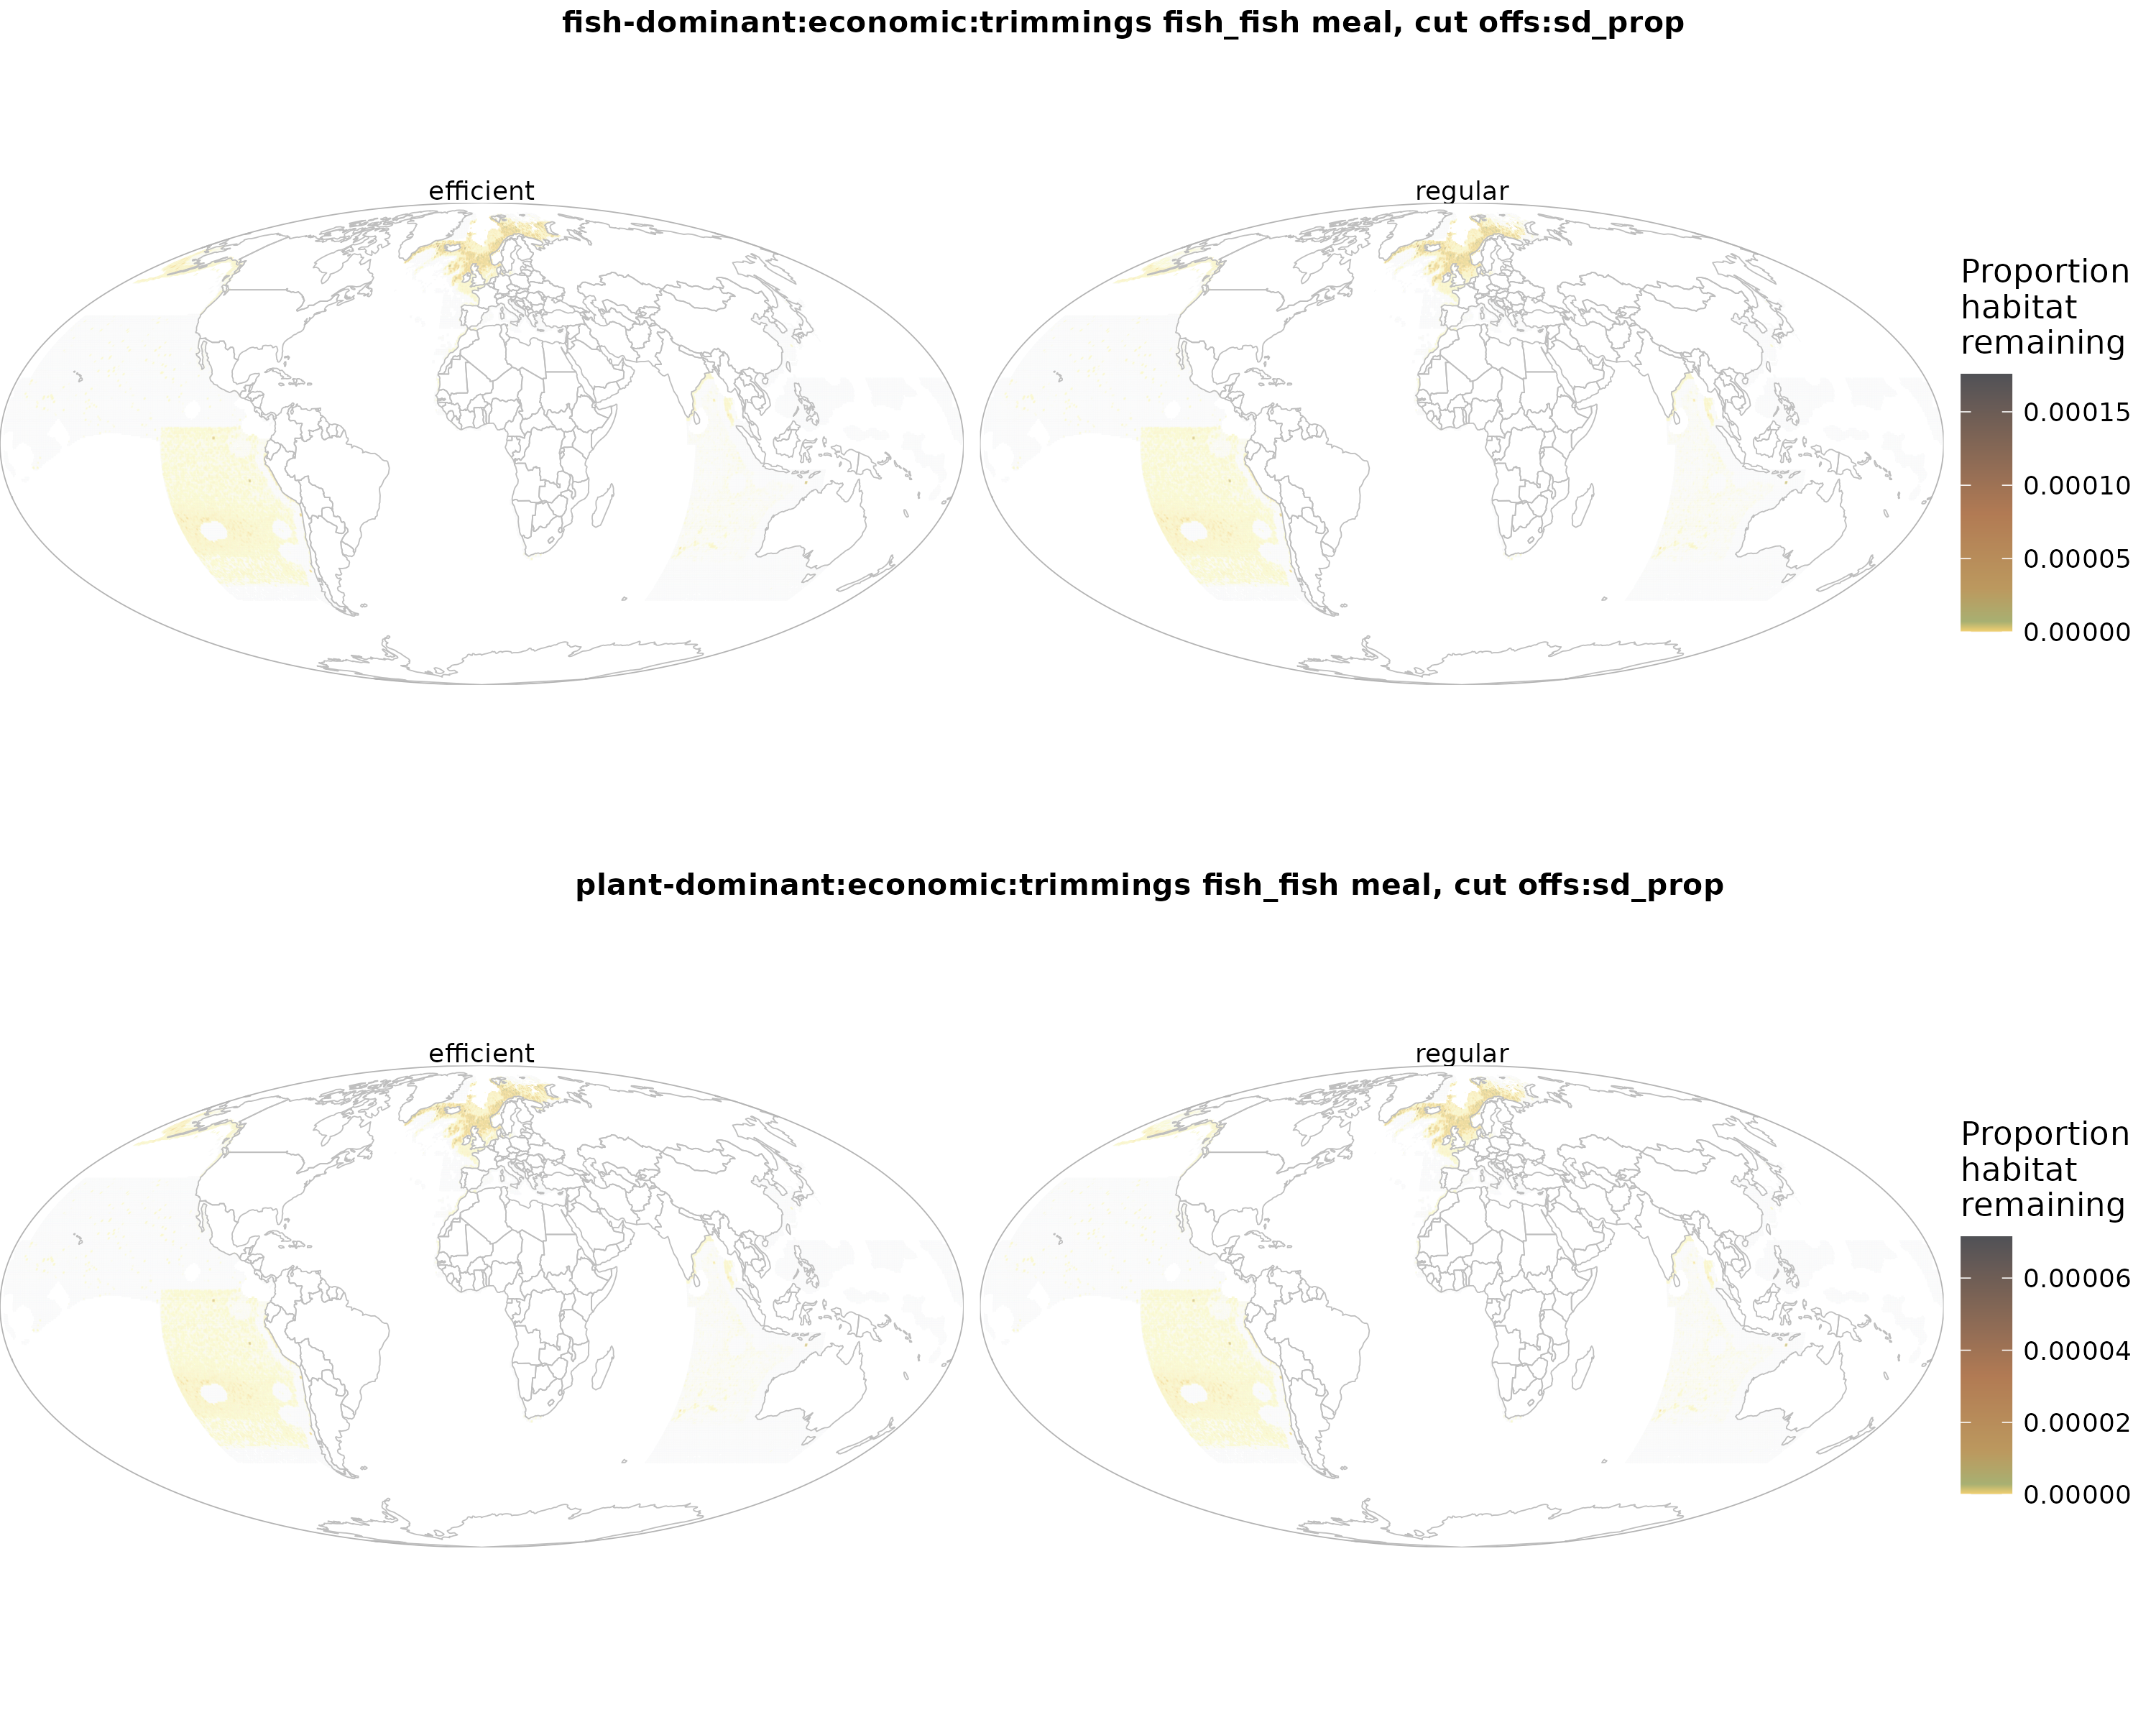 fish-dominant:economic:trimmings fish_fish meal, cut offs:sd_prop
efficient
regular
Proportion
habitat
remaining
0.00015
0.00010
0.00005
0.00000
plant-dominant:economic:trimmings fish_fish meal, cut offs:sd_prop
efficient
regular
Proportion
habitat
remaining
0.00006
0.00004
0.00002
0.00000